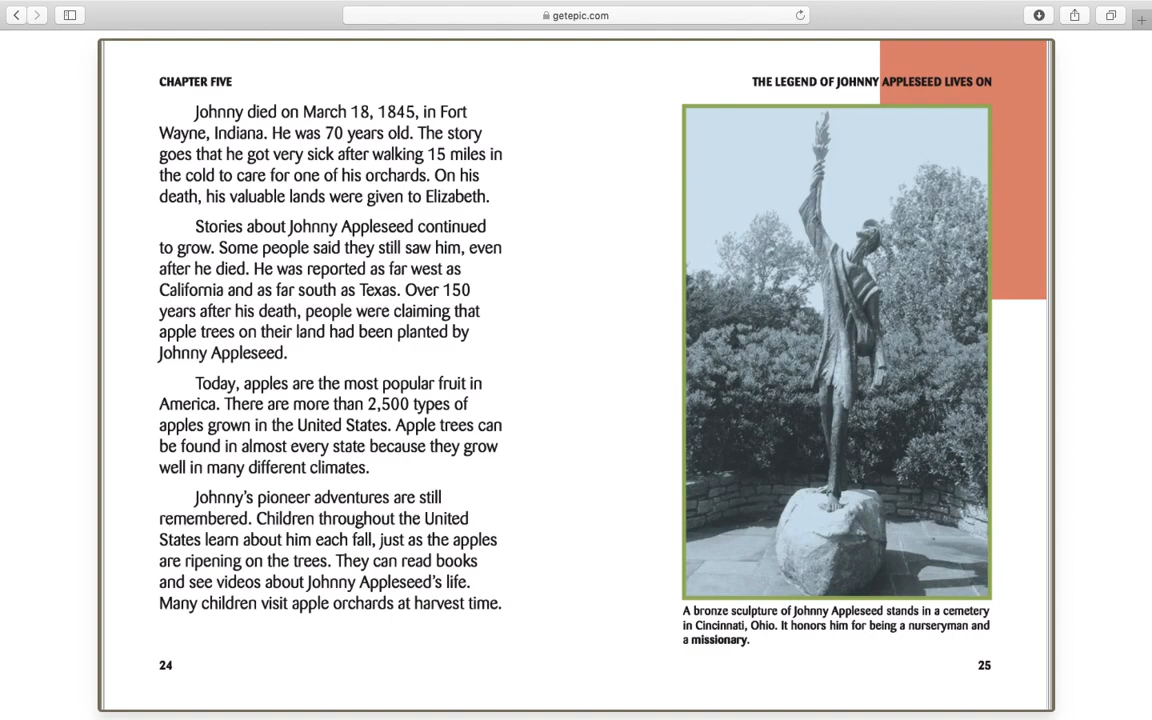 getepic.com
CHAPTER FIVE
Johnny died on March 18, 1845, in Fort
Wayne, Indiana. He was 70 years old. The story
goes that he got very sick after walking 15 miles in
the cold to care for one of his orchards. On his
death, his valuable lands were given to Elizabeth.
Stories about Johnny Appleseed continued
to grow. Some people said they still saw him, even
after he died. He was reported as far west as
California and as far south as Texas. Over 150
years after his death, people were claiming that
apple trees on their land had been planted by
Johnny Appleseed.
Today, apples are the most popular fruit in
America. There are more than 2,500 types of
apples grown in the United States. Apple trees can
be found in almost every state because they grow
well in many different climates.
Johnny's pioneer adventures are still
remembered. Children throughout the United
States learn about him each fall, just as the apples
are ripening on the trees. They can read books
and see videos about Johnny Appleseed's life.
Many children visit apple orchards at harvest time.
24
THE LEGEND OF JOHNNY APPLESEED LIVES ON
A bronze sculpture of Johnny Appleseed stands in a cemetery
in Cincinnati, Ohio. It honors him for being a nurseryman and
a missionary.
25